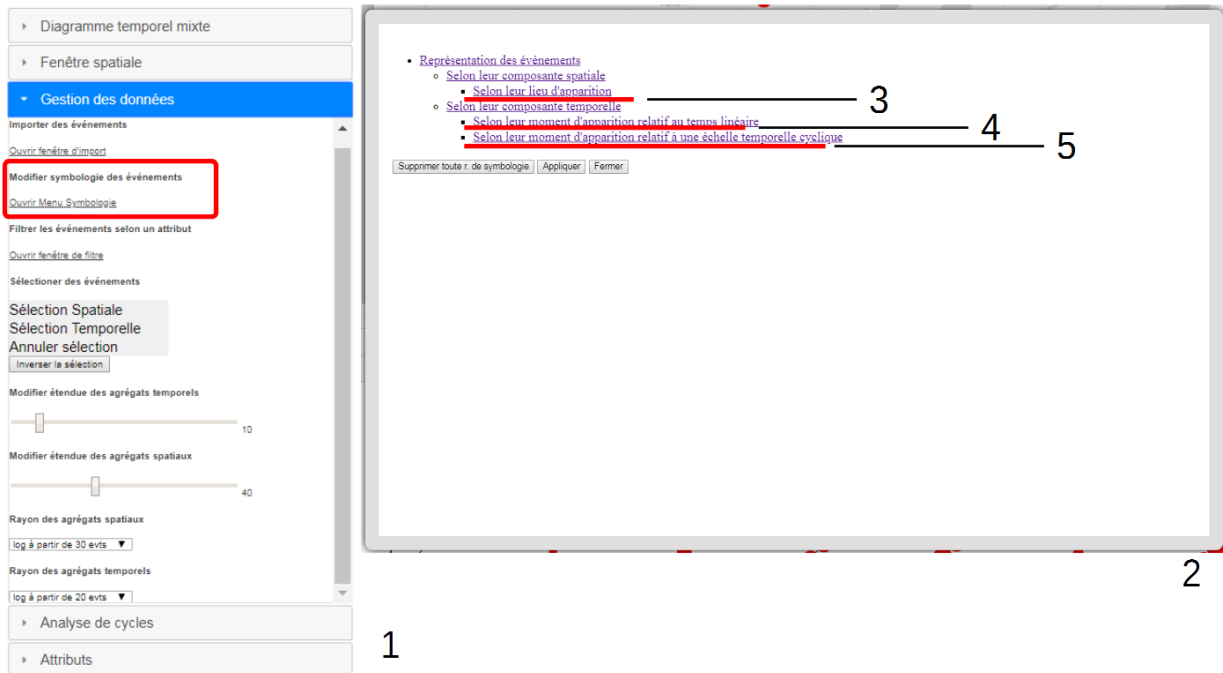 Diagramme temporel mixte
Fenêtre spatiale
Gestion des données
Importer des événements
Ouvrir fenêtre d'import
Modifier symbologie des événements
Ouvrir Menu Symbologie
Filtrer les événements selon un attribut
Ouvrir fenêtre de filtre
Sélectioner des événements
Sélection Spatiale
Sélection Temporelle
Annuler sélection
Inverser la sélection
Modifier étendue des agrégats temporels
10
Modifier étendue des agrégats spatiaux
40
Rayon des agrégats spatiaux
log à partir de 30 evts ▼
Rayon des agrégats temporels
log à partir de 20 evts ▼
Analyse de cycles
Attributs
1
Représentation des événements
Selon leur composante spatiale
Selon leur lieu d'apparition
3
Selon leur composante temporelle
Selon leur moment d'apparition relatif au temps linéaire
4
Selon leur moment d'apparition relatif à une échelle temporelle cyclique
5
Supprimer toute r. de symbologie Appliquer Fermer
2